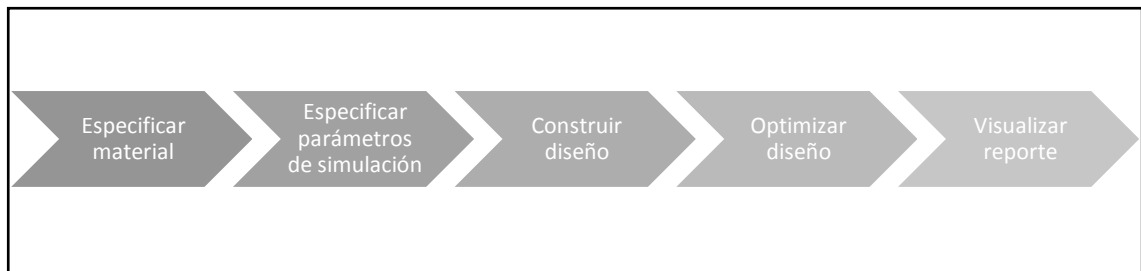 Especificar
material
Especificar
parámetros
de simulación
Construir
diseño
Optimizar
diseño
Visualizar
reporte